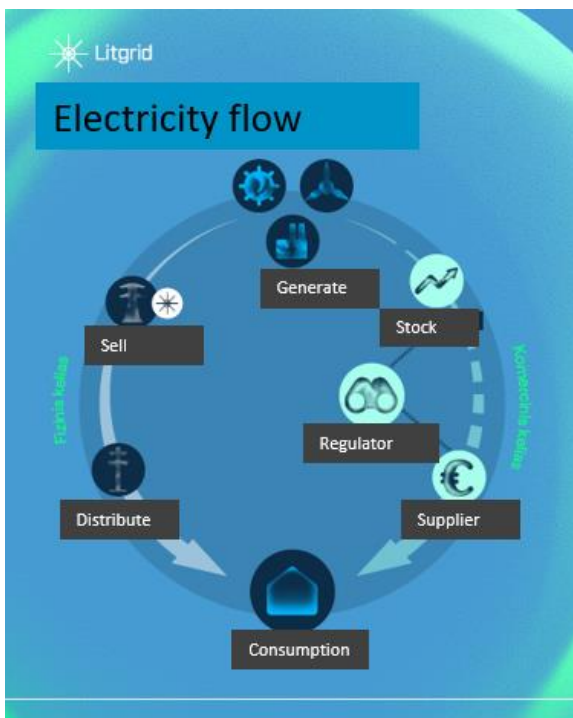 Litgrid
Electricity flow
Generate
Stock
Sell
Fizinis kelias
Komercinis kelias
Regulator
Distribute
Supplier
Consumption